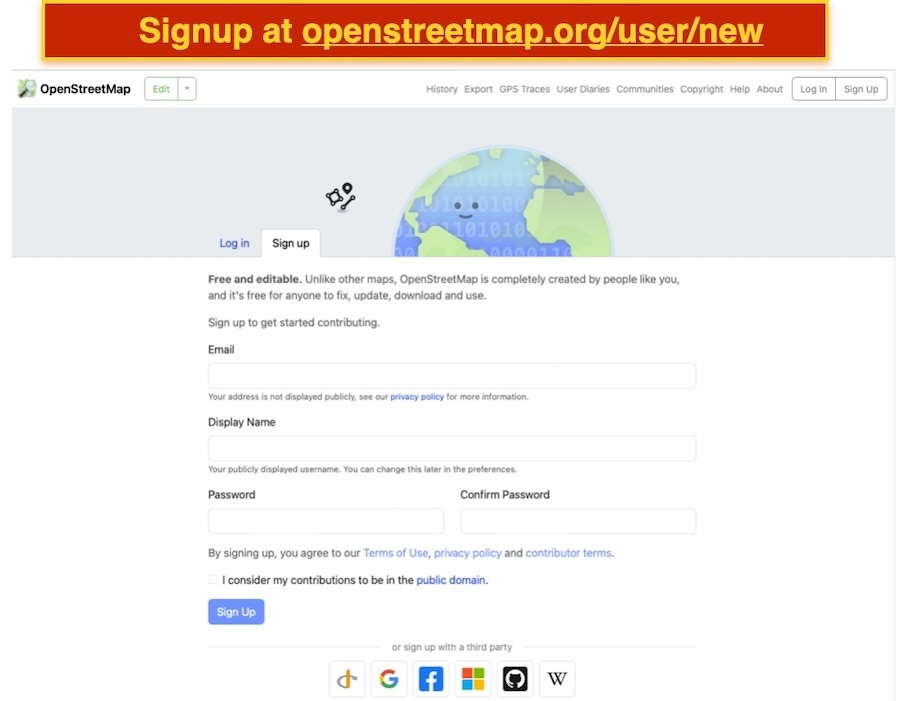 Signup at openstreetmap.org/user/new
OpenStreetMap Edit History Export GPS Traces User Diaries Communities Copyright Help About Log In Sign Up
Log in Sign up
Free and editable. Unlike other maps, OpenStreetMap is completely created by people like you,
and it's free for anyone to fix, update, download and use.
Sign up to get started contributing.
Email
Your address is not displayed publicly, see our privacy policy for more information.
Display Name
Your publicly displayed username. You can change this later in the preferences.
Password Confirm Password
By signing up, you agree to our Terms of Use, privacy policy and contributor terms.
I consider my contributions to be in the public domain.
Sign Up
or sign up with a third party
G f W